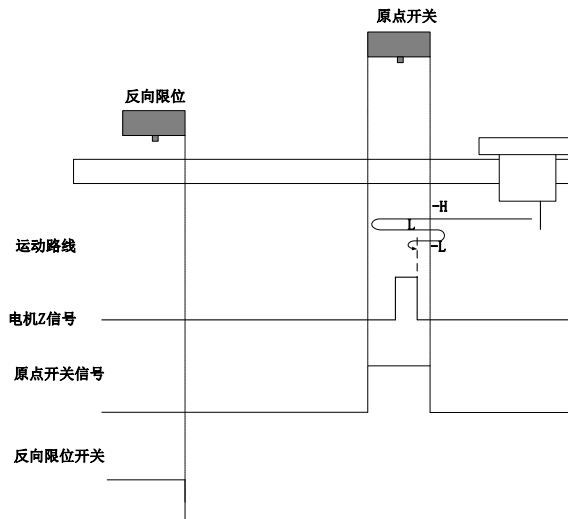 原点开关
反向限位
-H
L
运动路线
-L
电机Z信号
原点开关信号
反向限位开关